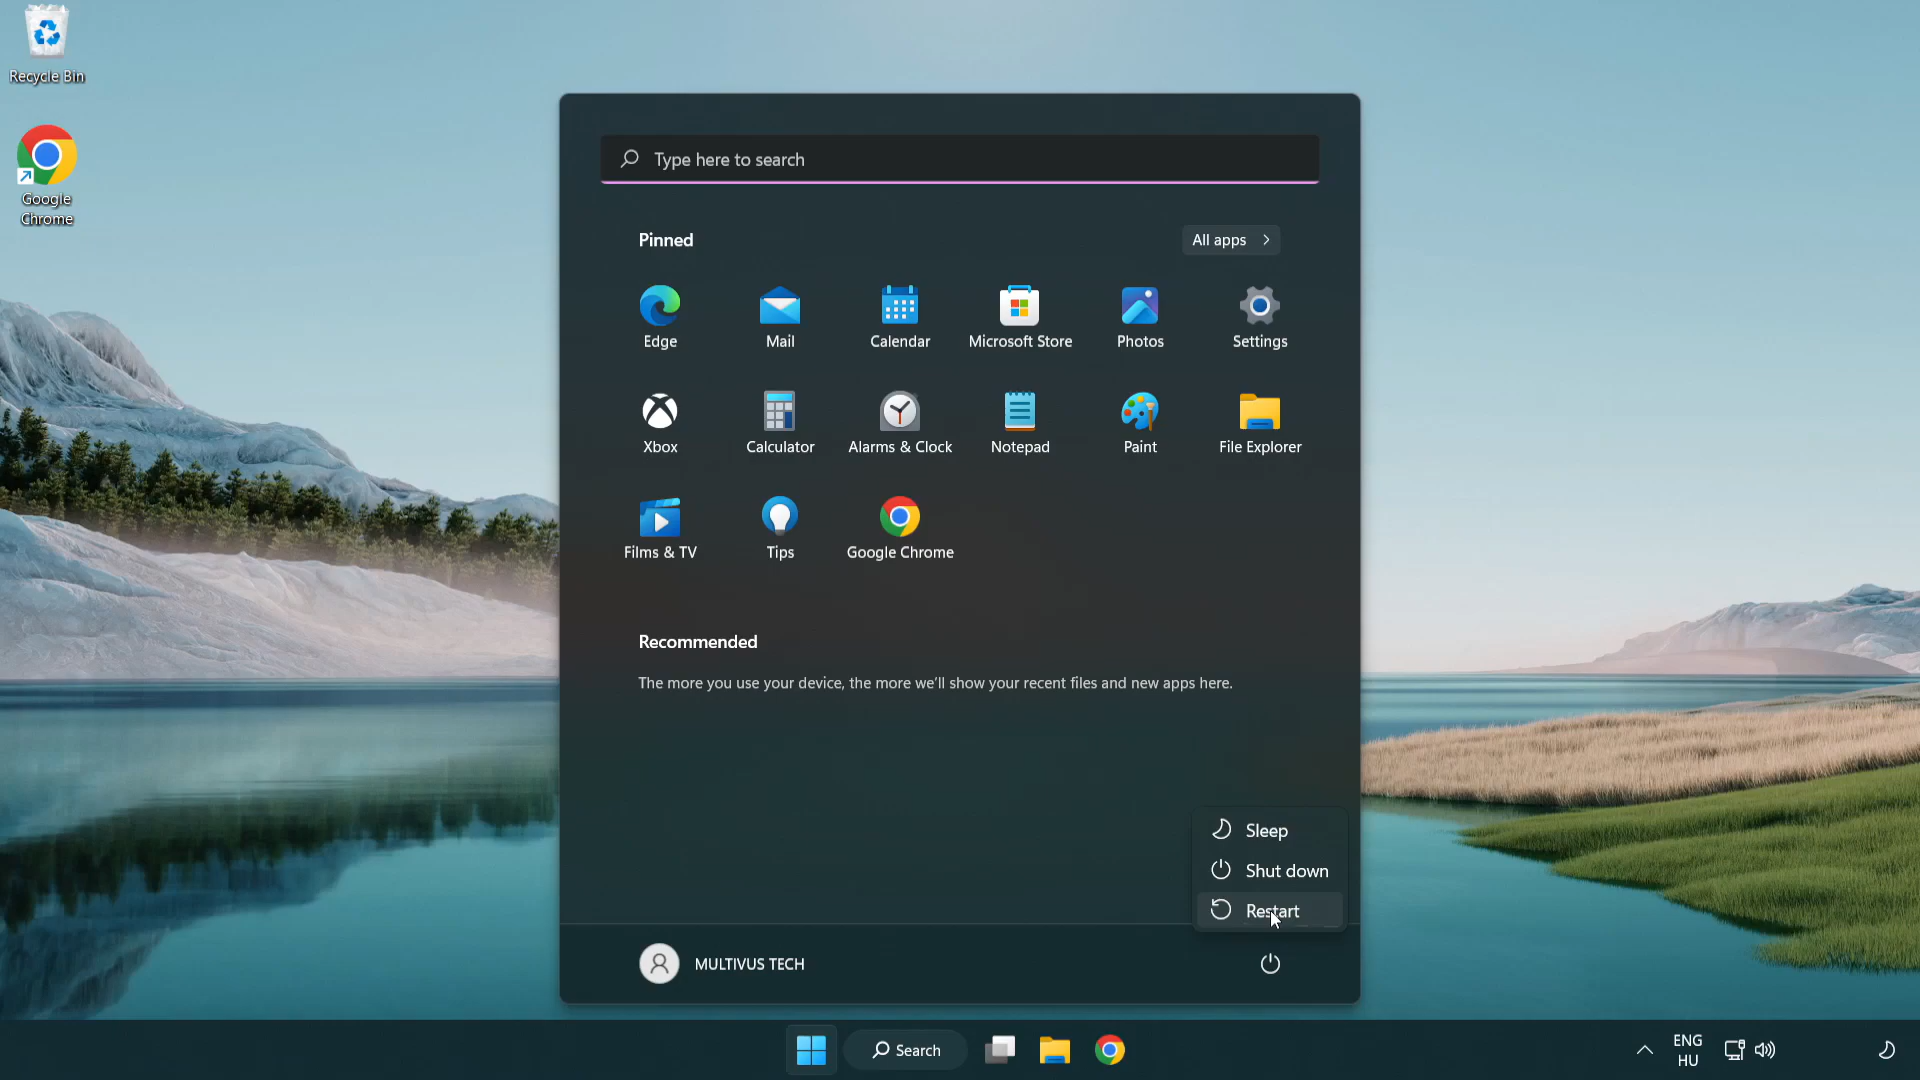 Recycle Bin
Google
Chrome
Type here to search
Pinned
All apps
Edge
Mail
Calendar
Microsoft Store
Photos
Settings
Xbox
Calculator
Alarms & Clock
Notepad
Paint
File Explorer
Films & TV
Tips
Google Chrome
Recommended
The more you use your device, the more we'll show your recent files and new apps here.
Sleep
Shut down
Restart
MULTIVUS TECH
Search
ENG
HU